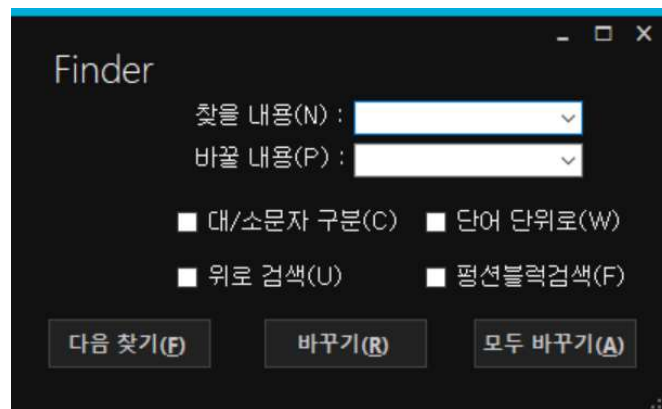 Finder
찾을 내용(N) :
바꿀 내용(P) :
대/소문자 구분(C) 단어 단위로(W)
위로 검색(U) 펑션블럭검색(F)
다음 찾기(F) 바꾸기(R) 모두 바꾸기(A)